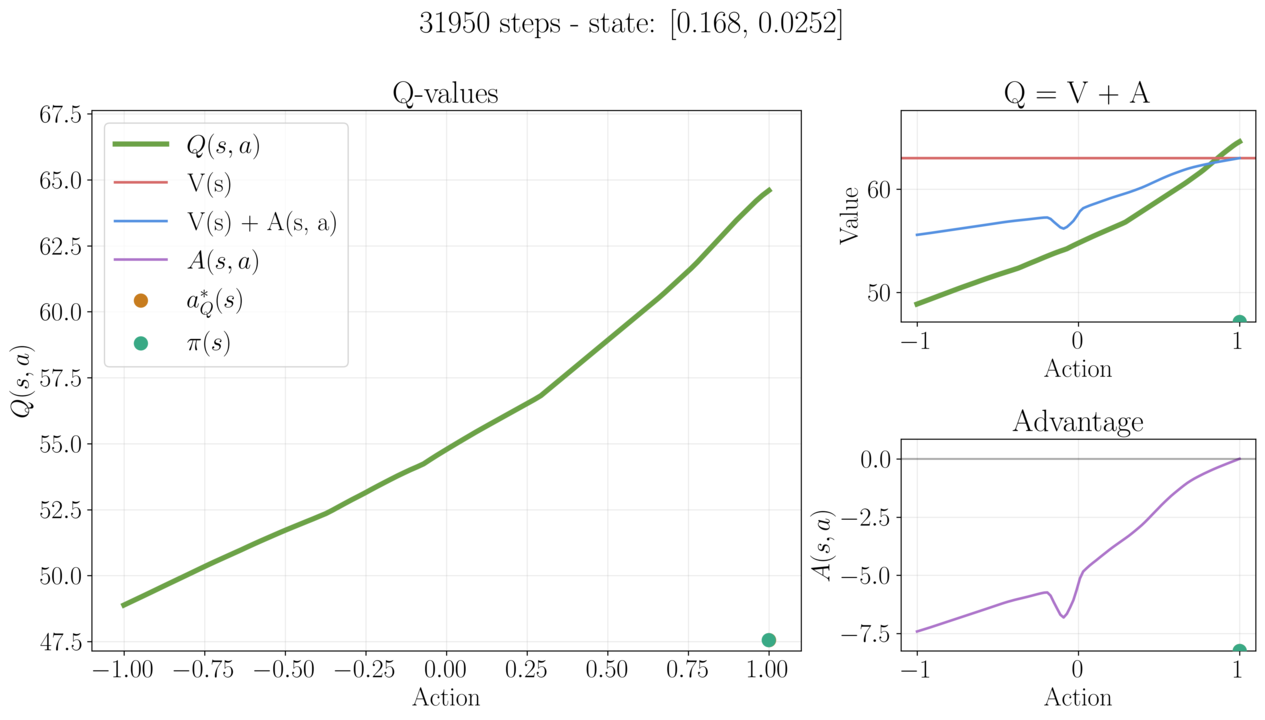 31950 steps - state: [0.168, 0.0252]
Q-values
67.5
65.0
62.5
60.0
57.5
55.0
52.5
50.0
47.5
Q(s, a)
Q(s, a)
V(s)
V(s) + A(s, a)
A(s, a)
a*_Q(s)
π(s)
−1.00 −0.75 −0.50 −0.25 0.00 0.25 0.50 0.75 1.00
Action
Q = V + A
60
50
Value
−1 0 1
Action
Advantage
0.0
−2.5
−5.0
−7.5
A(s, a)
−1 0 1
Action